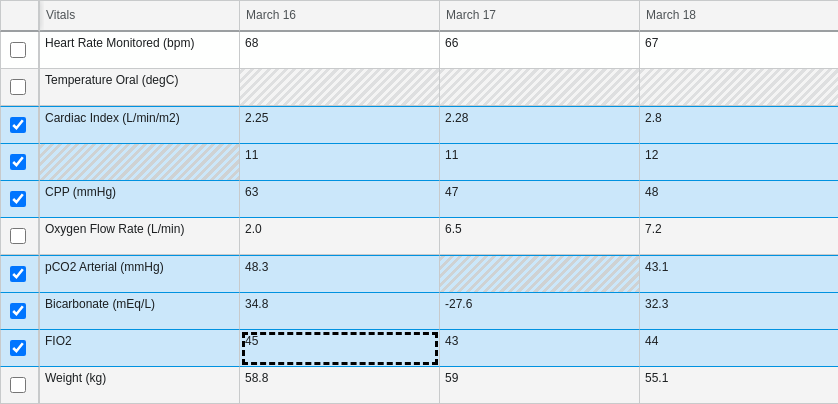 Vitals March 16 March 17 March 18
Heart Rate Monitored (bpm) 68 66 67
Temperature Oral (degC)
Cardiac Index (L/min/m2) 2.25 2.28 2.8
11 11 12
CPP (mmHg) 63 47 48
Oxygen Flow Rate (L/min) 2.0 6.5 7.2
pCO2 Arterial (mmHg) 48.3 43.1
Bicarbonate (mEq/L) 34.8 -27.6 32.3
FIO2 45 43 44
Weight (kg) 58.8 59 55.1